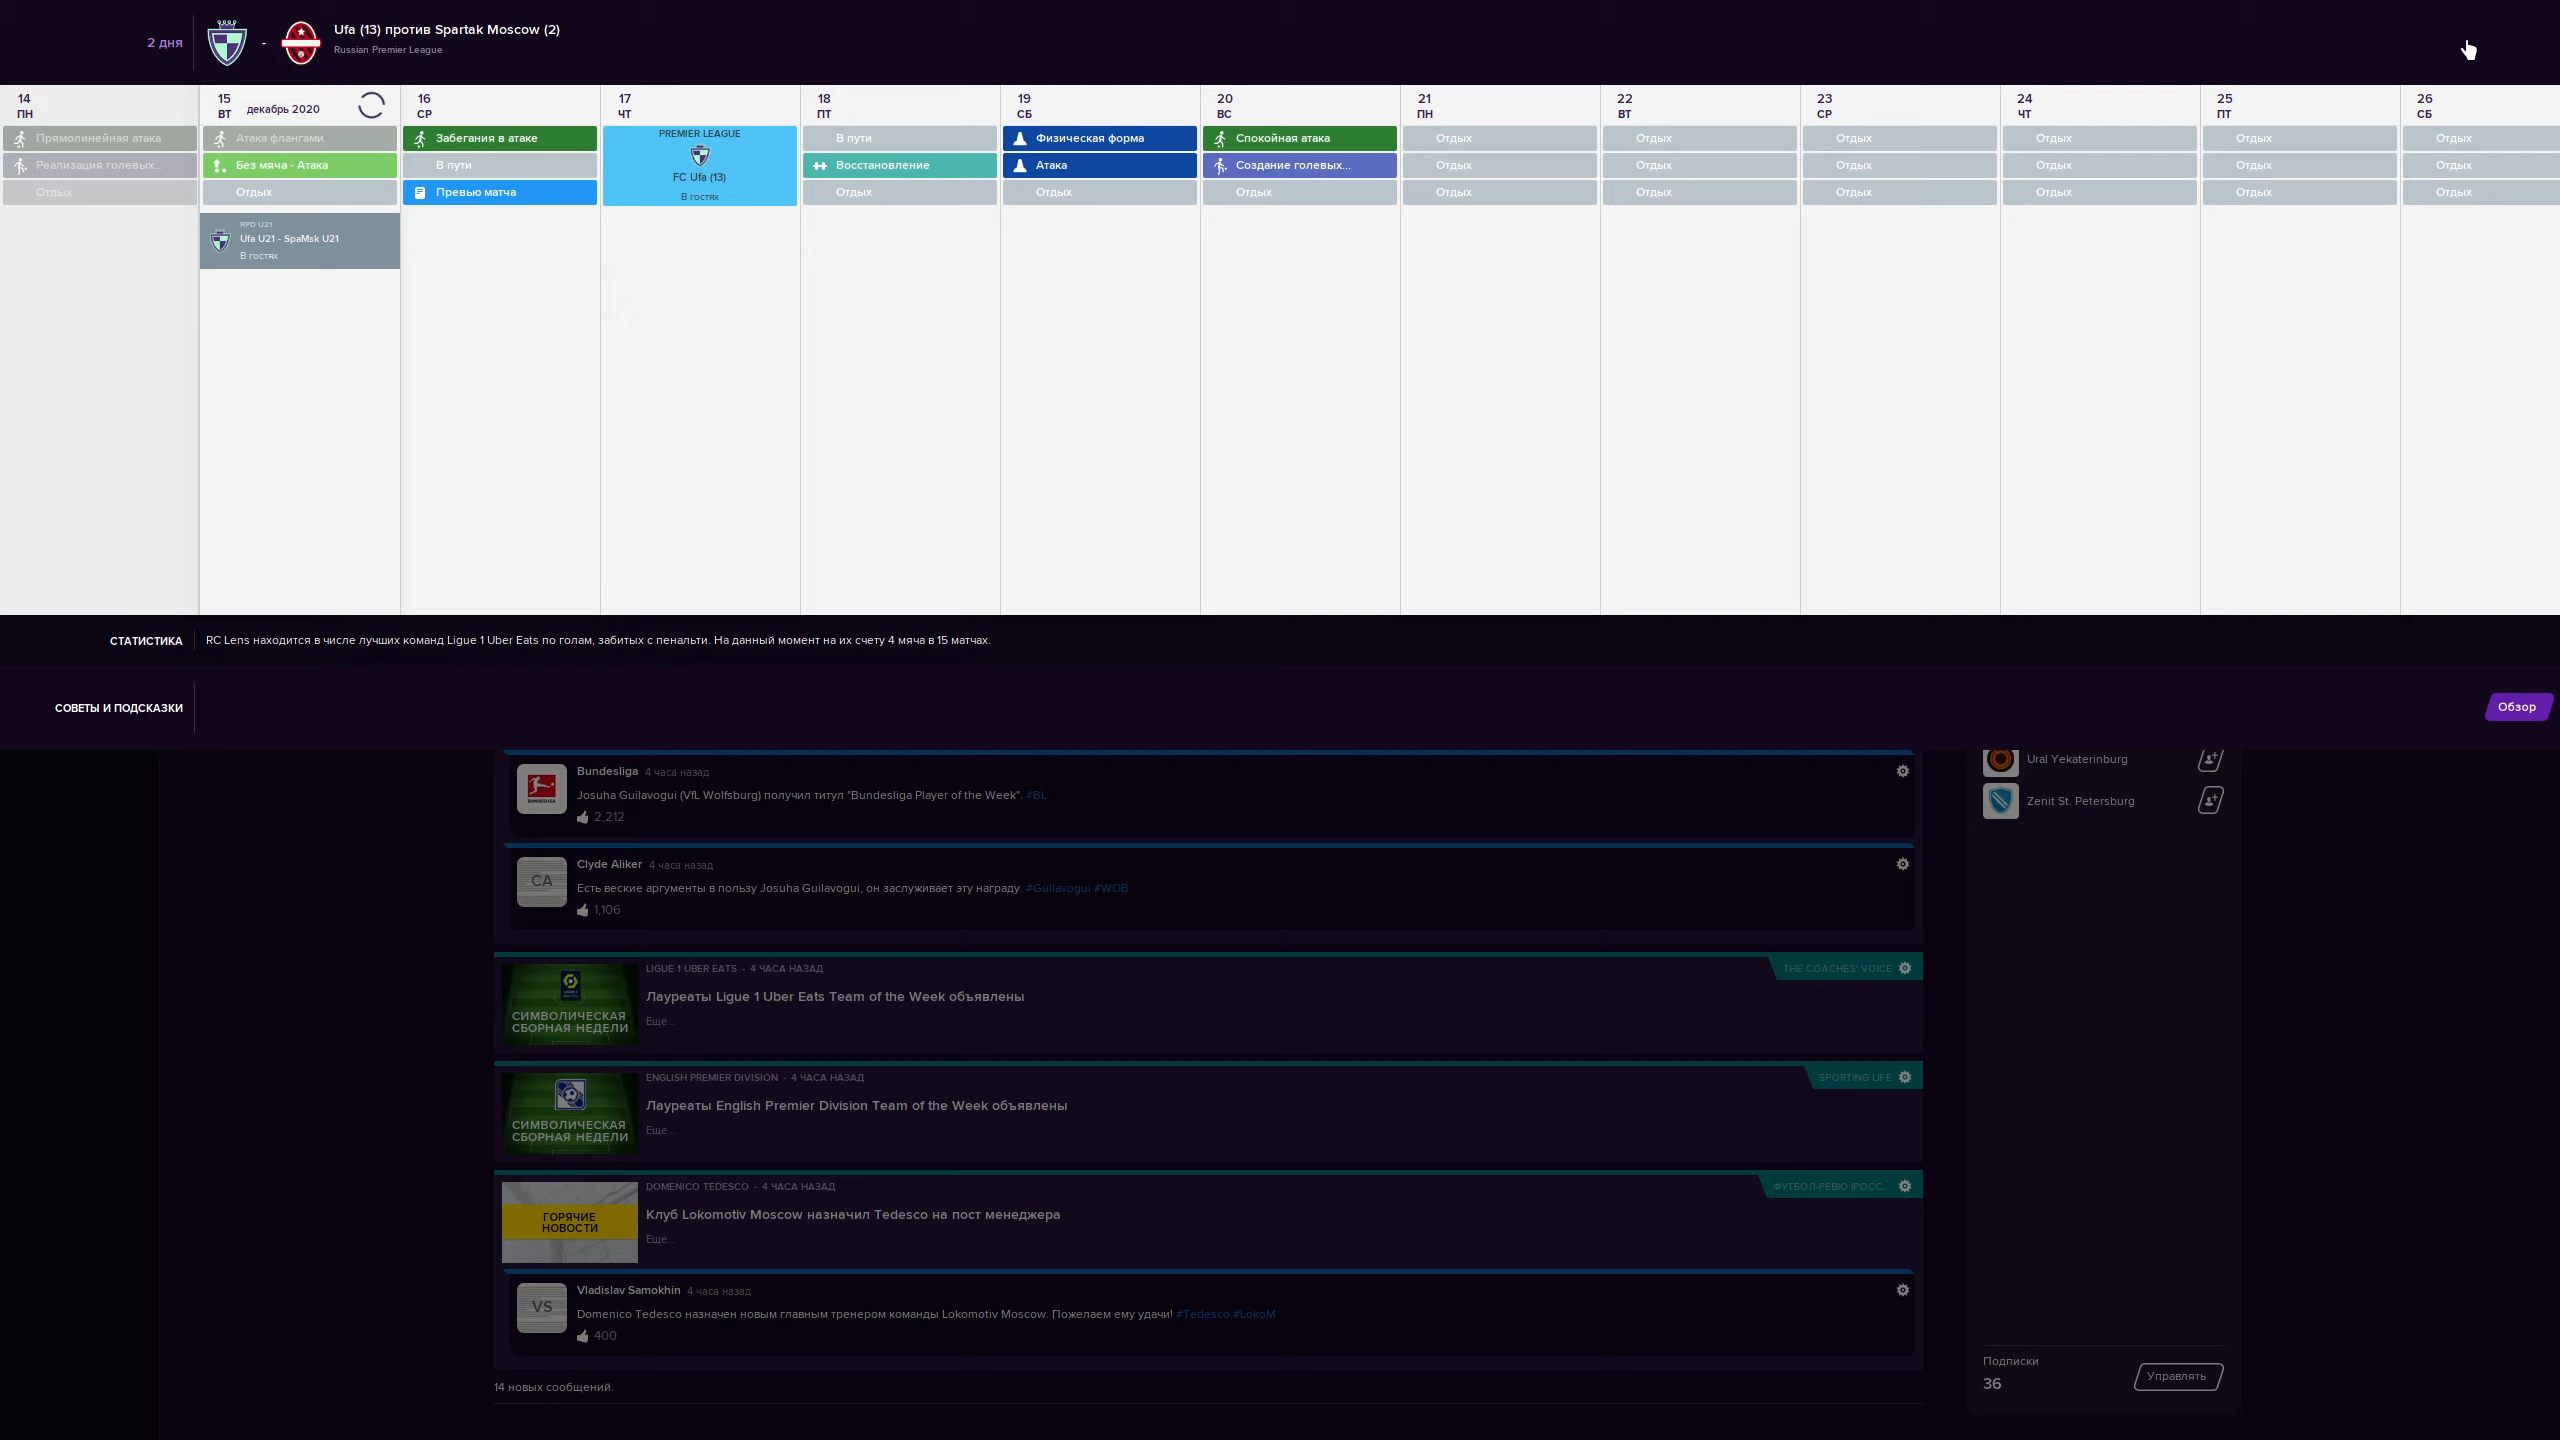 2 дня
-
Ufa (13) против Spartak Moscow (2)
Russian Premier League
14
ПН
Прямолинейная атака
Реализация голевых...
Отдых
15
ВТ
декабрь 2020
Атака флангами
Без мяча - Атака
Отдых
RPD U21
Ufa U21 - SpaMsk U21
В гостях
16
СР
Забегания в атаке
В пути
Превью матча
17
ЧТ
PREMIER LEAGUE
FC Ufa (13)
В гостях
18
ПТ
В пути
Восстановление
Отдых
19
СБ
Физическая форма
Атака
Отдых
20
ВС
Спокойная атака
Создание голевых...
Отдых
21
ПН
Отдых
Отдых
Отдых
22
ВТ
Отдых
Отдых
Отдых
23
СР
Отдых
Отдых
Отдых
24
ЧТ
Отдых
Отдых
Отдых
25
ПТ
Отдых
Отдых
Отдых
26
СБ
Отдых
Отдых
Отдых
СТАТИСТИКА
RC Lens находится в числе лучших команд Ligue 1 Uber Eats по голам, забитых с пенальти. На данный момент на их счету 4 мяча в 15 матчах.
СОВЕТЫ И ПОДСКАЗКИ
Обзор
BUNDESLIGA
Bundesliga 4 часа назад
Josuha Guilavogui (VfL Wolfsburg) получил титул "Bundesliga Player of the Week". #BL
2,212
CA
Clyde Aliker 4 часа назад
Есть веские аргументы в пользу Josuha Guilavogui, он заслуживает эту награду. #Guilavogui #WOB
1,106
СИМВОЛИЧЕСКАЯ
СБОРНАЯ НЕДЕЛИ
LIGUE 1 UBER EATS - 4 ЧАСА НАЗАД
THE COACHES' VOICE
Лауреаты Ligue 1 Uber Eats Team of the Week объявлены
Еще...
СИМВОЛИЧЕСКАЯ
СБОРНАЯ НЕДЕЛИ
ENGLISH PREMIER DIVISION - 4 ЧАСА НАЗАД
SPORTING LIFE
Лауреаты English Premier Division Team of the Week объявлены
Еще...
ГОРЯЧИЕ
НОВОСТИ
DOMENICO TEDESCO - 4 ЧАСА НАЗАД
ФУТБОЛ-РЕВЮ (РОСС...
Клуб Lokomotiv Moscow назначил Tedesco на пост менеджера
Еще...
VS
Vladislav Samokhin 4 часа назад
Domenico Tedesco назначен новым главным тренером команды Lokomotiv Moscow. Пожелаем ему удачи! #Tedesco #LokoM
400
14 новых сообщений.
Ural Yekaterinburg
Zenit St. Petersburg
Подписки
36
Управлять